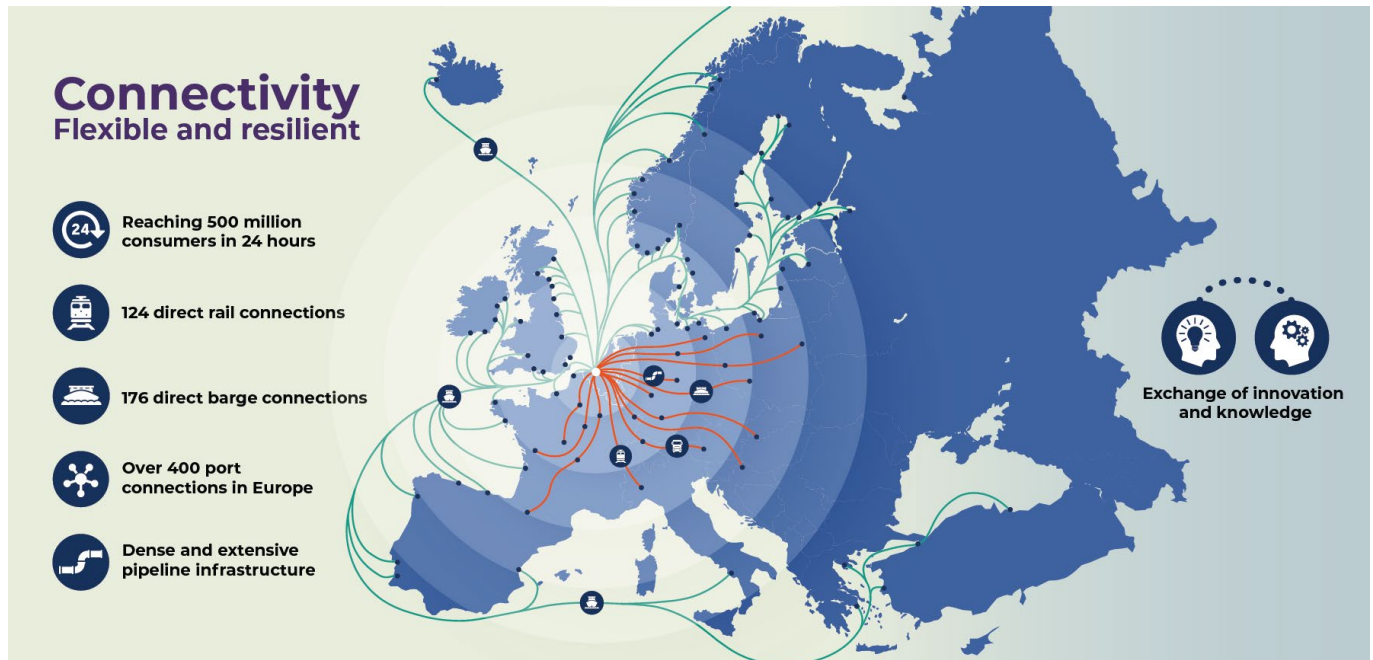 Connectivity
Flexible and resilient
24
Reaching 500 million
consumers in 24 hours
124 direct rail connections
176 direct barge connections
Over 400 port
connections in Europe
Dense and extensive
pipeline infrastructure
Exchange of innovation
and knowledge